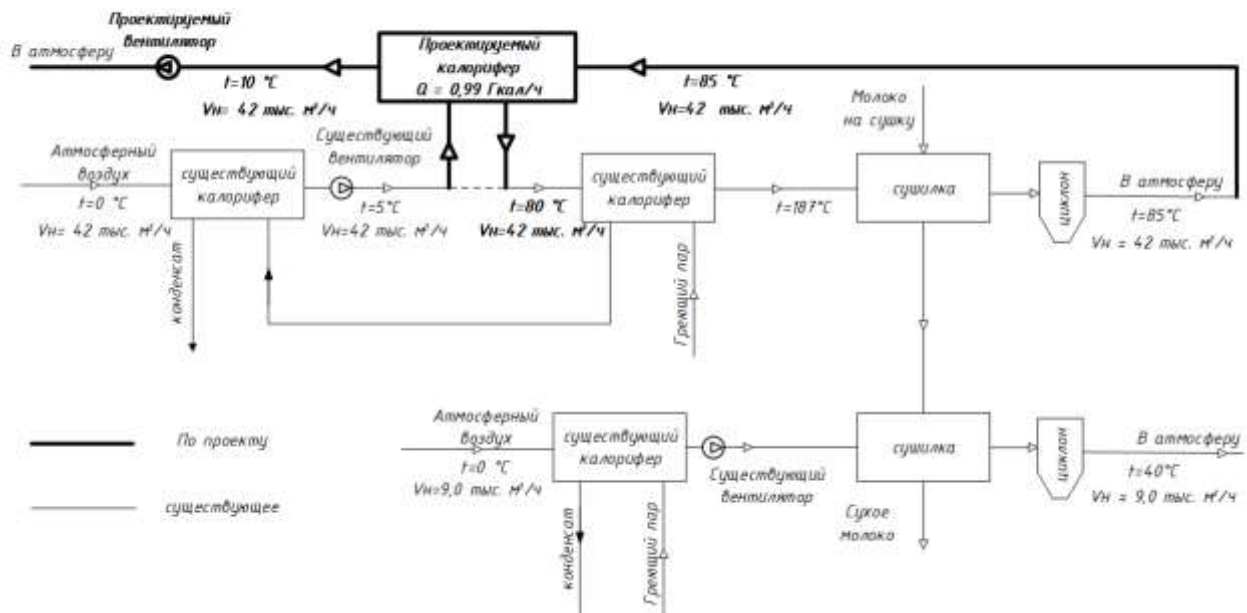 Проектируемый
вентилятор
В атмосферу
t=10 °C
Vн= 42 тыс. м³/ч
Проектируемый
калорифер
Q = 0,99 Гкал/ч
t=85 °C
Vн=42 тыс. м³/ч
Молоко
на сушку
Атмосферный
воздух
t=0 °C
Vн= 42 тыс. м³/ч
существующий
калорифер
Существующий
вентилятор
t=5°C
Vн=42 тыс. м³/ч
t=80 °C
Vн=42 тыс. м³/ч
существующий
калорифер
t=187°C
сушилка
циклон
В атмосферу
t=85°C
Vн = 42 тыс. м³/ч
конденсат
Греющий пар
По проекту
существующее
Атмосферный
воздух
t=0 °C
Vн=9,0 тыс. м³/ч
существующий
калорифер
Существующий
вентилятор
сушилка
циклон
В атмосферу
t=40°C
Vн = 9,0 тыс. м³/ч
конденсат
Греющий пар
Сухое
молоко